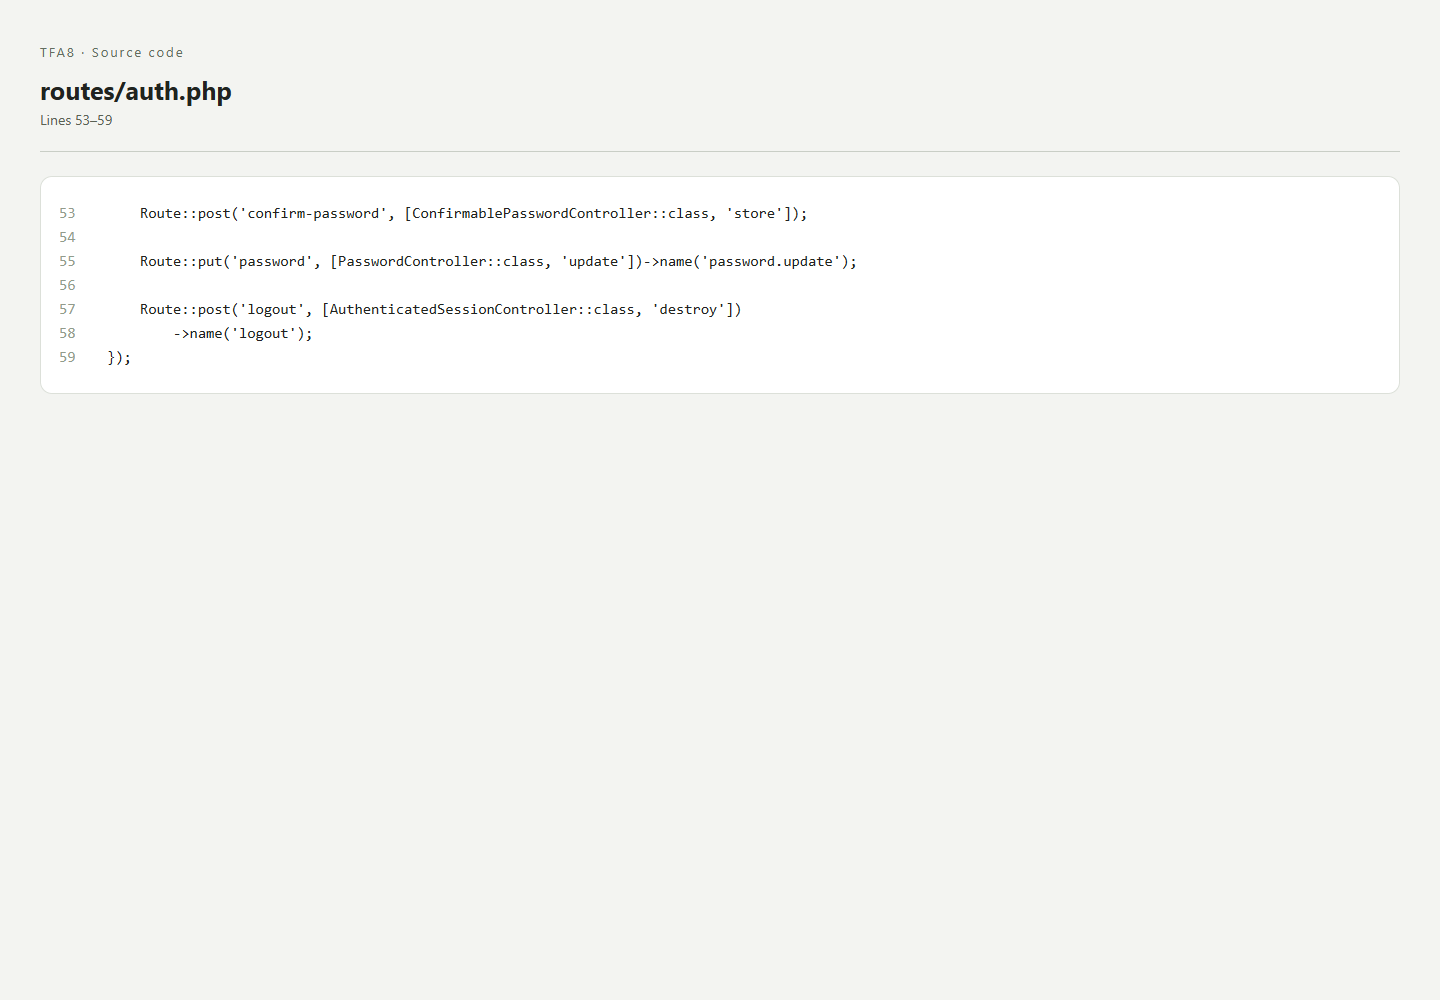 TFA8 · Source code
routes/auth.php
Lines 53–59
53    Route::post('confirm-password', [ConfirmablePasswordController::class, 'store']);
54
55    Route::put('password', [PasswordController::class, 'update'])->name('password.update');
56
57    Route::post('logout', [AuthenticatedSessionController::class, 'destroy'])
58        ->name('logout');
59 });